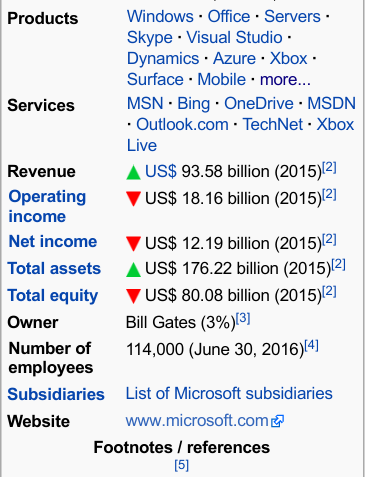 Products Windows · Office · Servers ·
Skype · Visual Studio ·
Dynamics · Azure · Xbox ·
Surface · Mobile · more...
Services MSN · Bing · OneDrive · MSDN
· Outlook.com · TechNet · Xbox
Live
Revenue ▲ US$ 93.58 billion (2015)[2]
Operating ▼ US$ 18.16 billion (2015)[2]
income
Net income ▼ US$ 12.19 billion (2015)[2]
Total assets ▲ US$ 176.22 billion (2015)[2]
Total equity ▼ US$ 80.08 billion (2015)[2]
Owner Bill Gates (3%)[3]
Number of 114,000 (June 30, 2016)[4]
employees
Subsidiaries List of Microsoft subsidiaries
Website www.microsoft.com
Footnotes / references
[5]